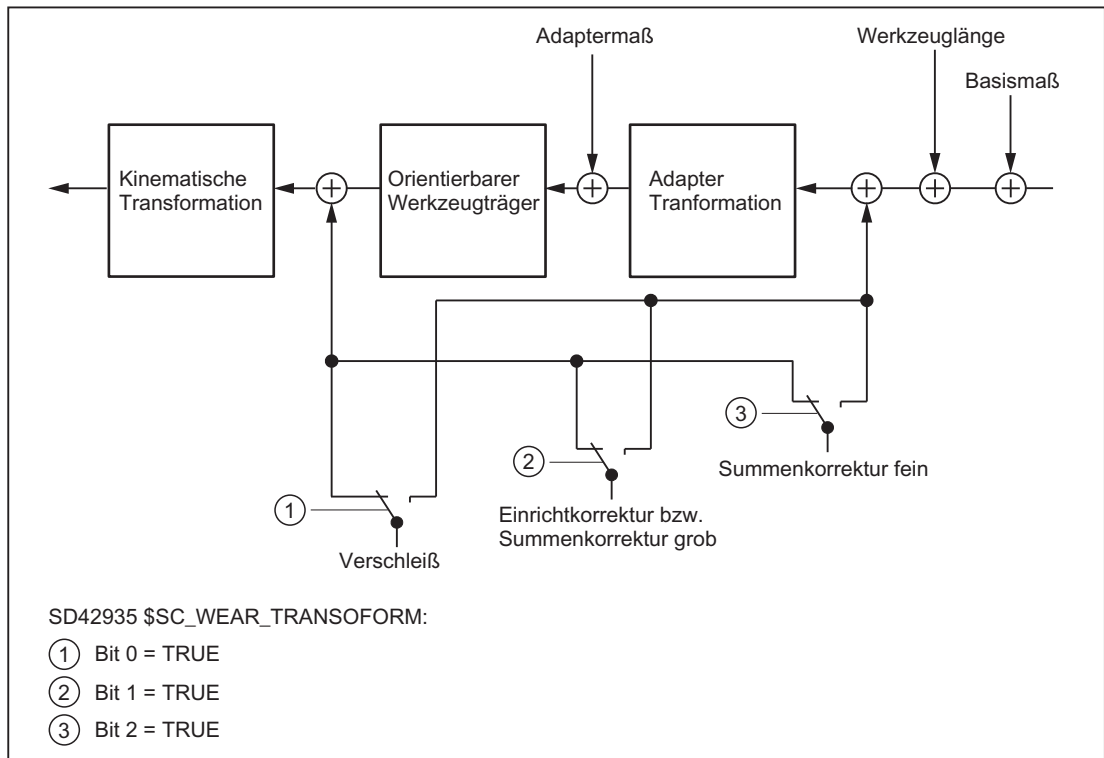 Adaptermaß
Werkzeuglänge
Basismaß
Kinematische
Transformation
Orientierbarer
Werkzeugträger
Adapter
Tranformation
3
Summenkorrektur fein
2
Einrichtkorrektur bzw.
Summenkorrektur grob
1
Verschleiß
SD42935 $SC_WEAR_TRANSOFORM:
1 Bit 0 = TRUE
2 Bit 1 = TRUE
3 Bit 2 = TRUE